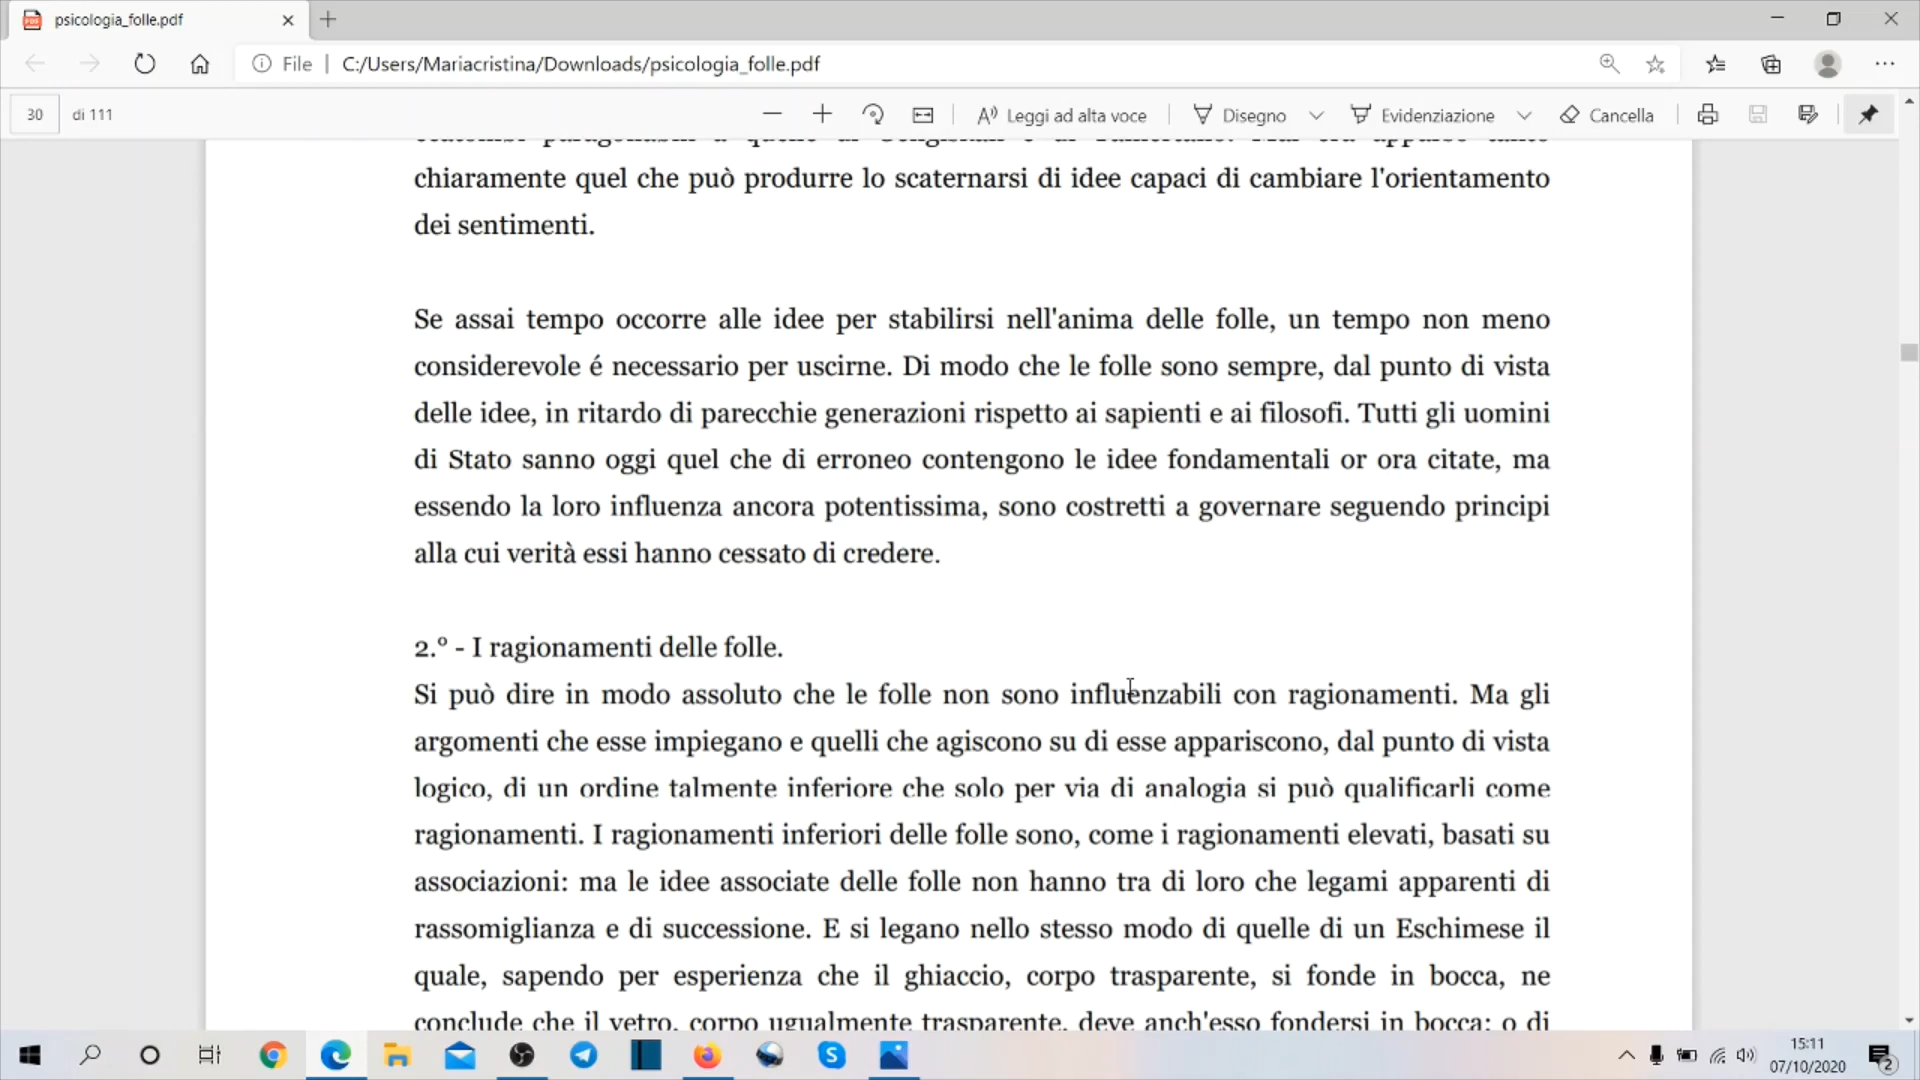 psicologia_folle.pdf
File | C:/Users/Mariacristina/Downloads/psicologia_folle.pdf
30 di 111 Leggi ad alta voce Disegno Evidenziazione Cancella
chiaramente quel che può produrre lo scaternarsi di idee capaci di cambiare l'orientamento
dei sentimenti.
Se assai tempo occorre alle idee per stabilirsi nell'anima delle folle, un tempo non meno
considerevole é necessario per uscirne. Di modo che le folle sono sempre, dal punto di vista
delle idee, in ritardo di parecchie generazioni rispetto ai sapienti e ai filosofi. Tutti gli uomini
di Stato sanno oggi quel che di erroneo contengono le idee fondamentali or ora citate, ma
essendo la loro influenza ancora potentissima, sono costretti a governare seguendo principi
alla cui verità essi hanno cessato di credere.
2.° - I ragionamenti delle folle.
Si può dire in modo assoluto che le folle non sono influenzabili con ragionamenti. Ma gli
argomenti che esse impiegano e quelli che agiscono su di esse appariscono, dal punto di vista
logico, di un ordine talmente inferiore che solo per via di analogia si può qualificarli come
ragionamenti. I ragionamenti inferiori delle folle sono, come i ragionamenti elevati, basati su
associazioni: ma le idee associate delle folle non hanno tra di loro che legami apparenti di
rassomiglianza e di successione. E si legano nello stesso modo di quelle di un Eschimese il
quale, sapendo per esperienza che il ghiaccio, corpo trasparente, si fonde in bocca, ne
conclude che il vetro, corpo ugualmente trasparente, deve anch'esso fondersi in bocca; o di
15:11
07/10/2020
2